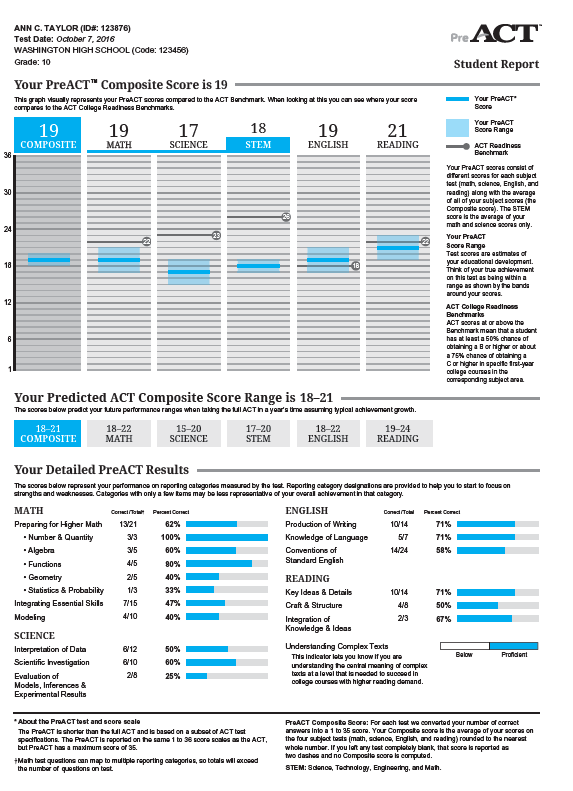 ANN C. TAYLOR (ID#: 123876)
Test Date: October 7, 2016
WASHINGTON HIGH SCHOOL (Code: 123456)
Grade: 10
PreACT™
Student Report
Your PreACT™ Composite Score is 19
This graph visually represents your PreACT scores compared to the ACT Benchmark. When looking at this you can see where your score
compares to the ACT College Readiness Benchmarks.
19 COMPOSITE
19 MATH
17 SCIENCE
18 STEM
19 ENGLISH
21 READING
36
30
24
18
12
6
1
22
23
26
18
22
Your PreACT*
Score
Your PreACT
Score Range
ACT Readiness
Benchmark
Your PreACT scores consist of
different scores for each subject
test (math, science, English, and
reading) along with the average
of all of your subject scores (the
Composite score). The STEM
score is the average of your
math and science scores only.
Your PreACT
Score Range
Test scores are estimates of
your educational development.
Think of your true achievement
on this test as being within a
range as shown by the bands
around your scores.
ACT College Readiness
Benchmarks
ACT scores at or above the
Benchmark mean that a student
has at least a 50% chance of
obtaining a B or higher or about
a 75% chance of obtaining a
C or higher in specific first-year
college courses in the
corresponding subject area.
Your Predicted ACT Composite Score Range is 18–21
The scores below predict your future performance ranges when taking the full ACT in a year's time assuming typical achievement growth.
18–21 COMPOSITE
18–22 MATH
15–20 SCIENCE
17–20 STEM
18–22 ENGLISH
19–24 READING
Your Detailed PreACT Results
The scores below represent your performance on reporting categories measured by the test. Reporting category designations are provided to help you to start to focus on
strengths and weaknesses. Categories with only a few items may be less representative of your overall achievement in that category.
MATH Correct /Total† Percent Correct
Preparing for Higher Math 13/21 62%
• Number & Quantity 3/3 100%
• Algebra 3/5 60%
• Functions 4/5 80%
• Geometry 2/5 40%
• Statistics & Probability 1/3 33%
Integrating Essential Skills 7/15 47%
Modeling 4/10 40%
SCIENCE
Interpretation of Data 6/12 50%
Scientific Investigation 6/10 60%
Evaluation of 2/8 25%
Models, Inferences &
Experimental Results
ENGLISH Correct /Total Percent Correct
Production of Writing 10/14 71%
Knowledge of Language 5/7 71%
Conventions of 14/24 58%
Standard English
READING
Key Ideas & Details 10/14 71%
Craft & Structure 4/8 50%
Integration of 2/3 67%
Knowledge & Ideas
Understanding Complex Texts
This indicator lets you know if you are
understanding the central meaning of complex
texts at a level that is needed to succeed in
college courses with higher reading demand.
Below Proficient
* About the PreACT test and score scale
The PreACT is shorter than the full ACT and is based on a subset of ACT test
specifications. The PreACT is reported on the same 1 to 36 score scales as the ACT,
but PreACT has a maximum score of 35.
†Math test questions can map to multiple reporting categories, so totals will exceed
the number of questions on test.
PreACT Composite Score: For each test we converted your number of correct
answers into a 1 to 35 score. Your Composite score is the average of your scores on
the four subject tests (math, science, English, and reading) rounded to the nearest
whole number. If you left any test completely blank, that score is reported as
two dashes and no Composite score is computed.
STEM: Science, Technology, Engineering, and Math.